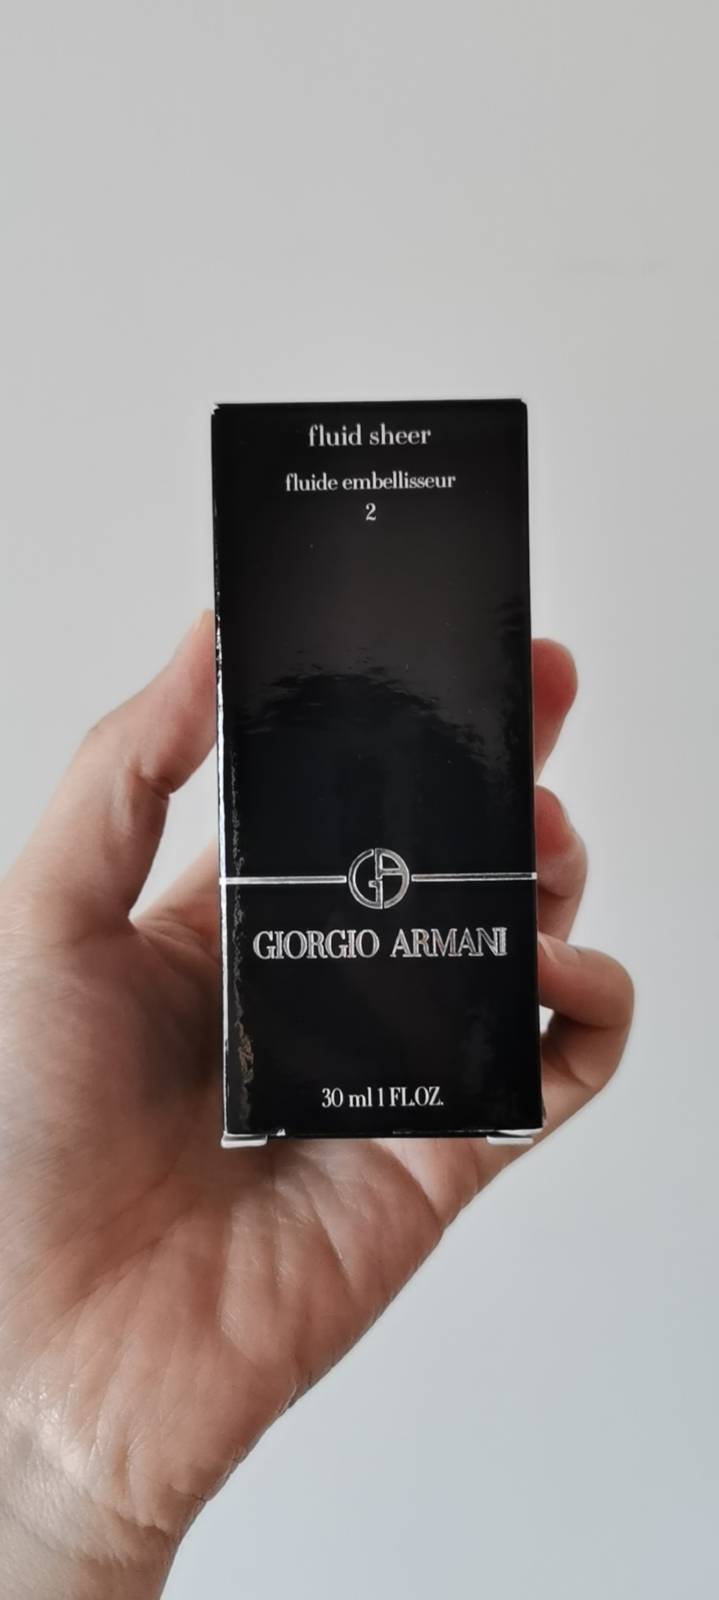 fluid sheer
fluide embellisseur
2
GA
GIORGIO ARMANI
30 ml 1 FL.OZ.